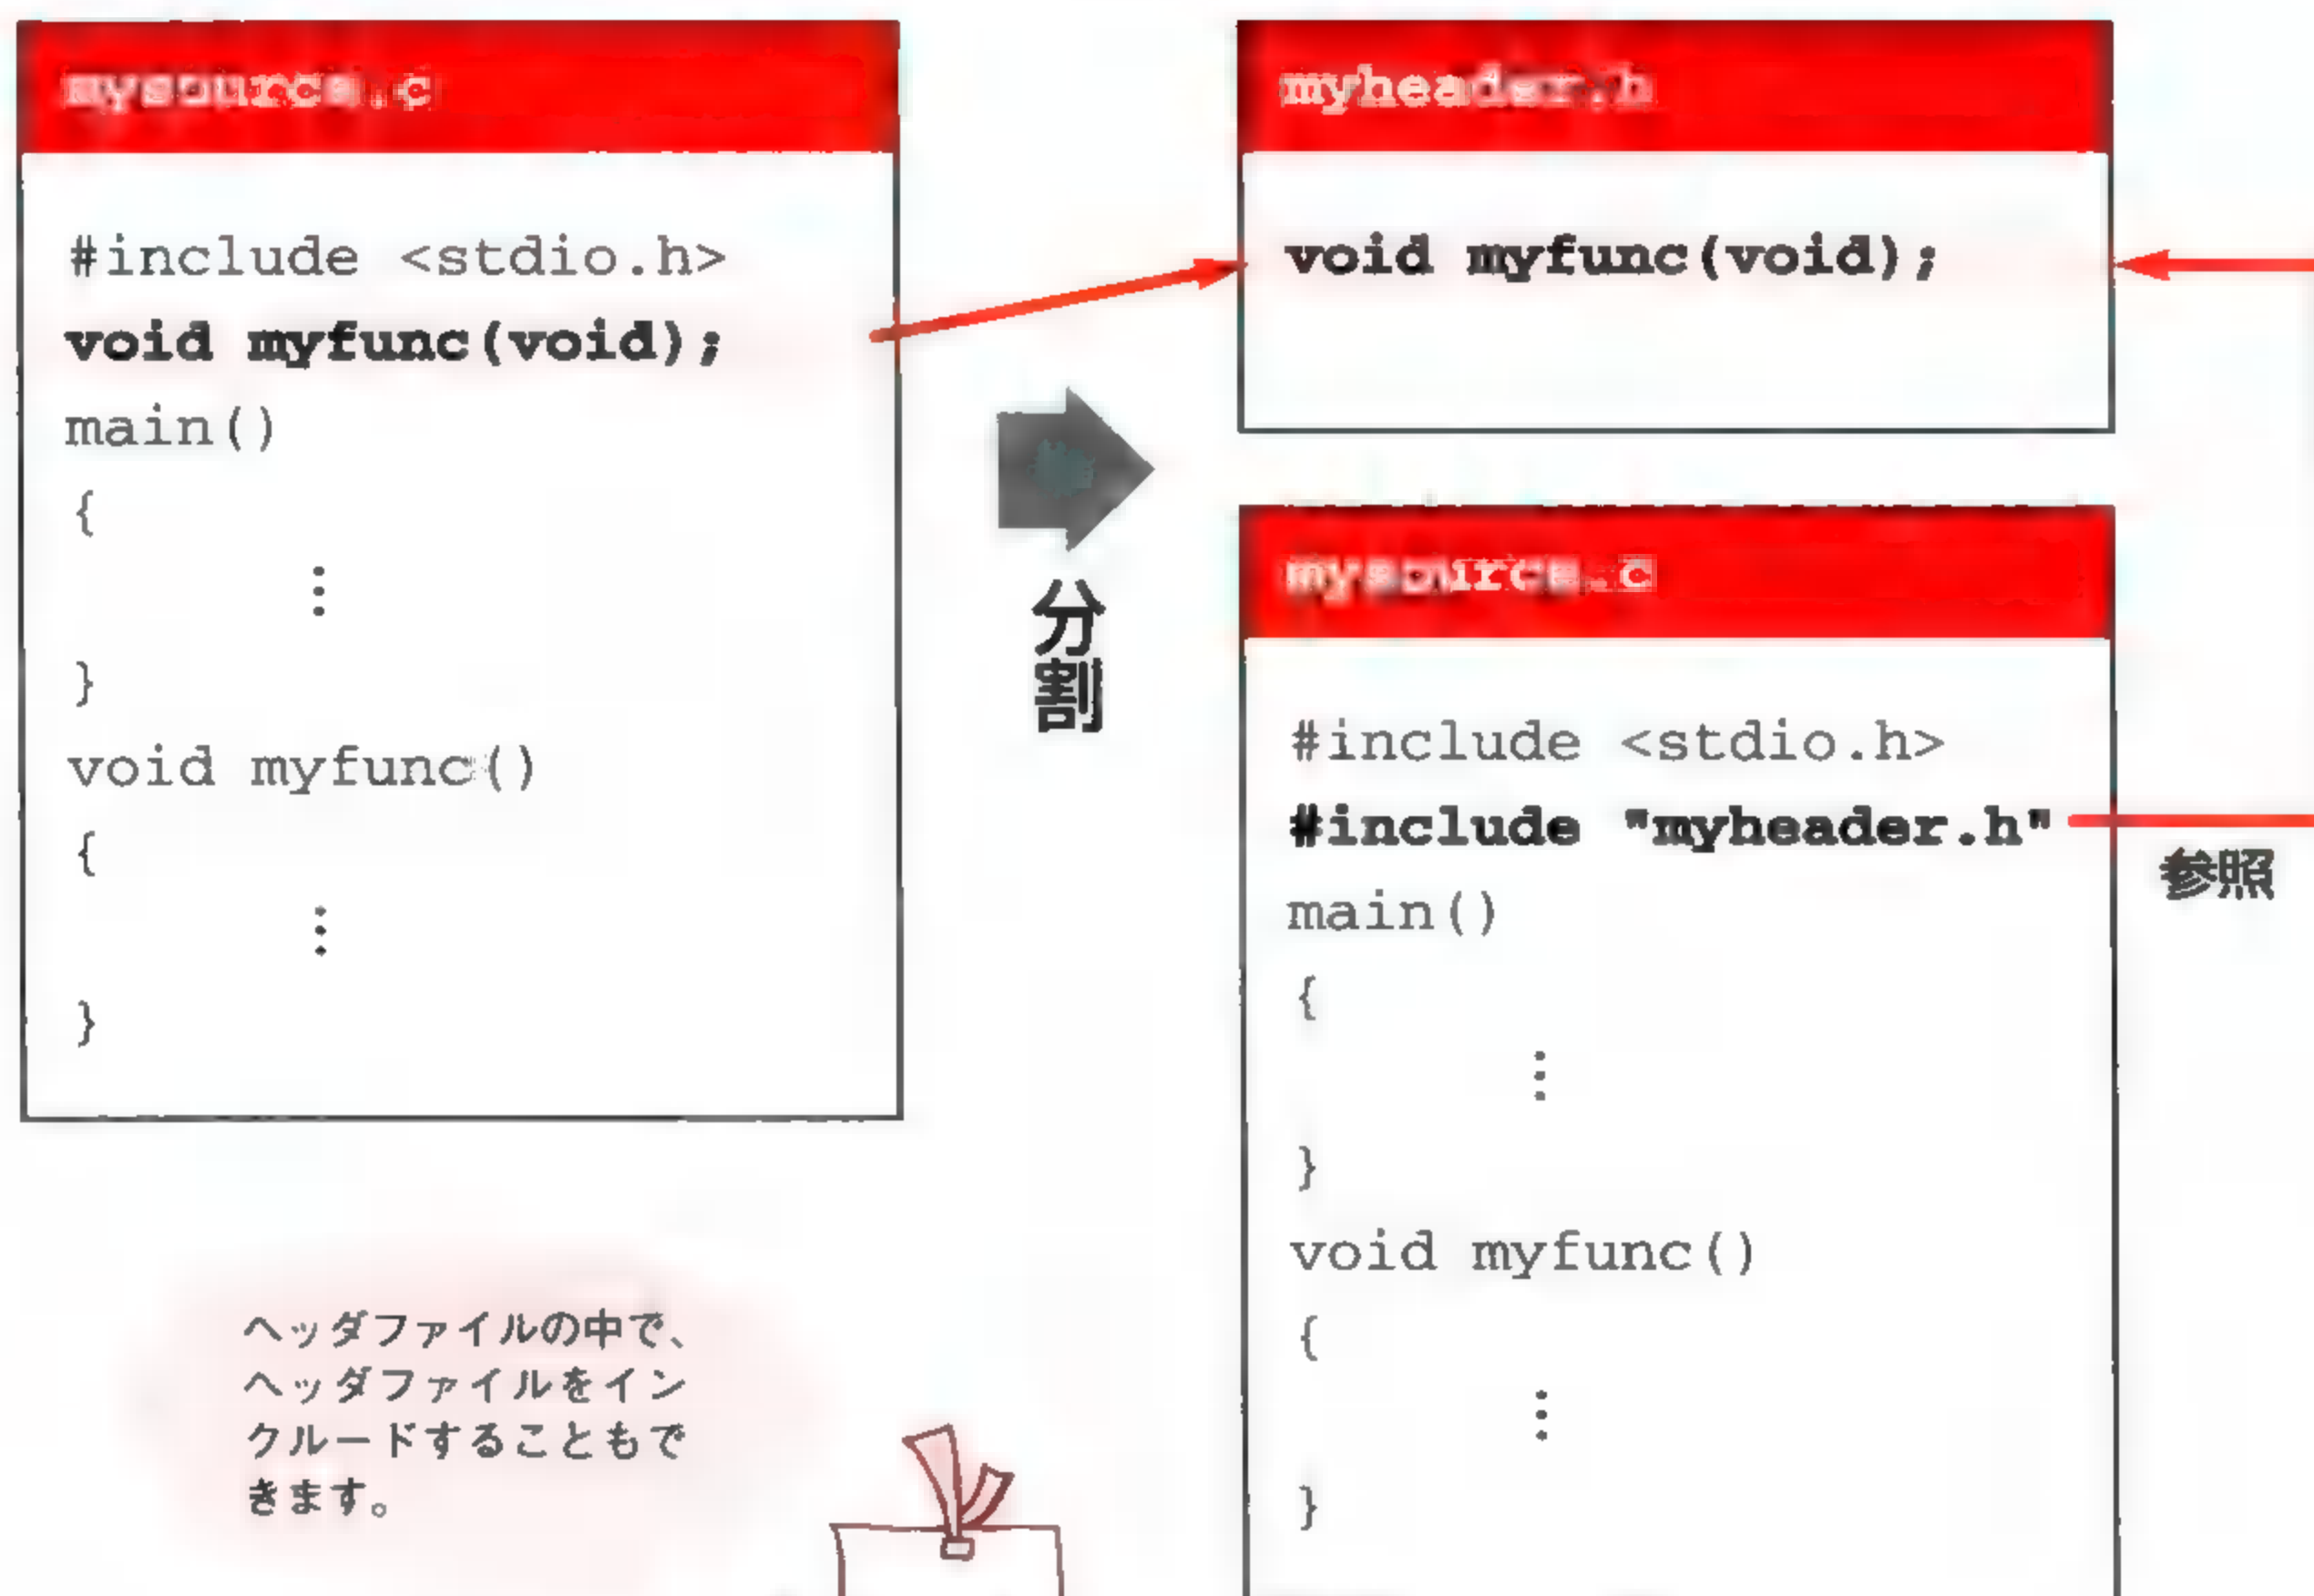 mysource.c
#include <stdio.h>
void myfunc(void);
main()
{
⋮
}
void myfunc()
{
⋮
}
分割
myheader.h
void myfunc(void);
mysource.c
#include <stdio.h>
#include "myheader.h"
参照
main()
{
⋮
}
void myfunc()
{
⋮
}
ヘッダファイルの中で、
ヘッダファイルをイン
クルードすることもで
きます。